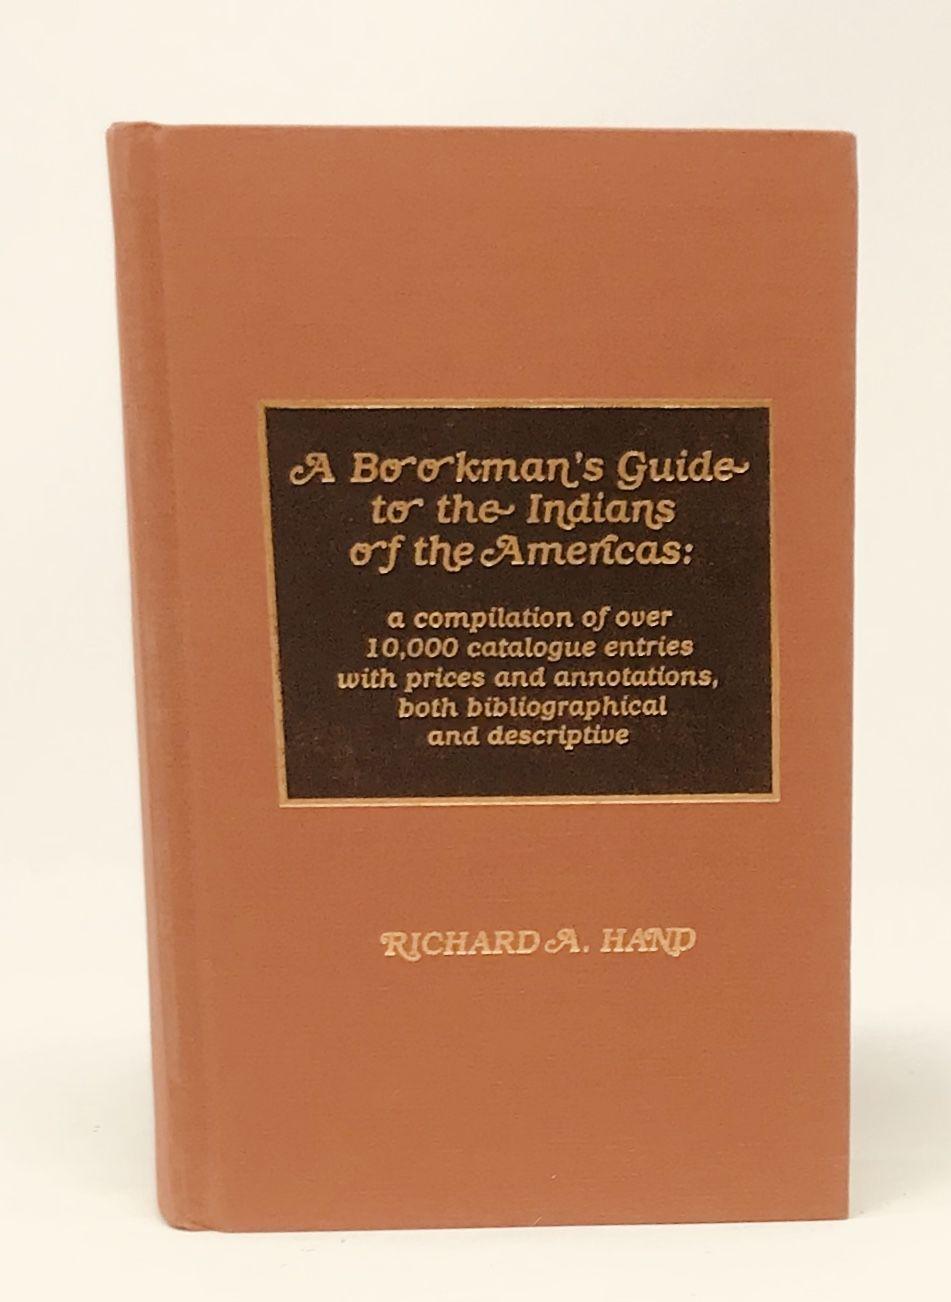 A Bookman's Guide
to the Indians
of the Americas:
a compilation of over
10,000 catalogue entries
with prices and annotations,
both bibliographical
and descriptive
RICHARD A. HAND